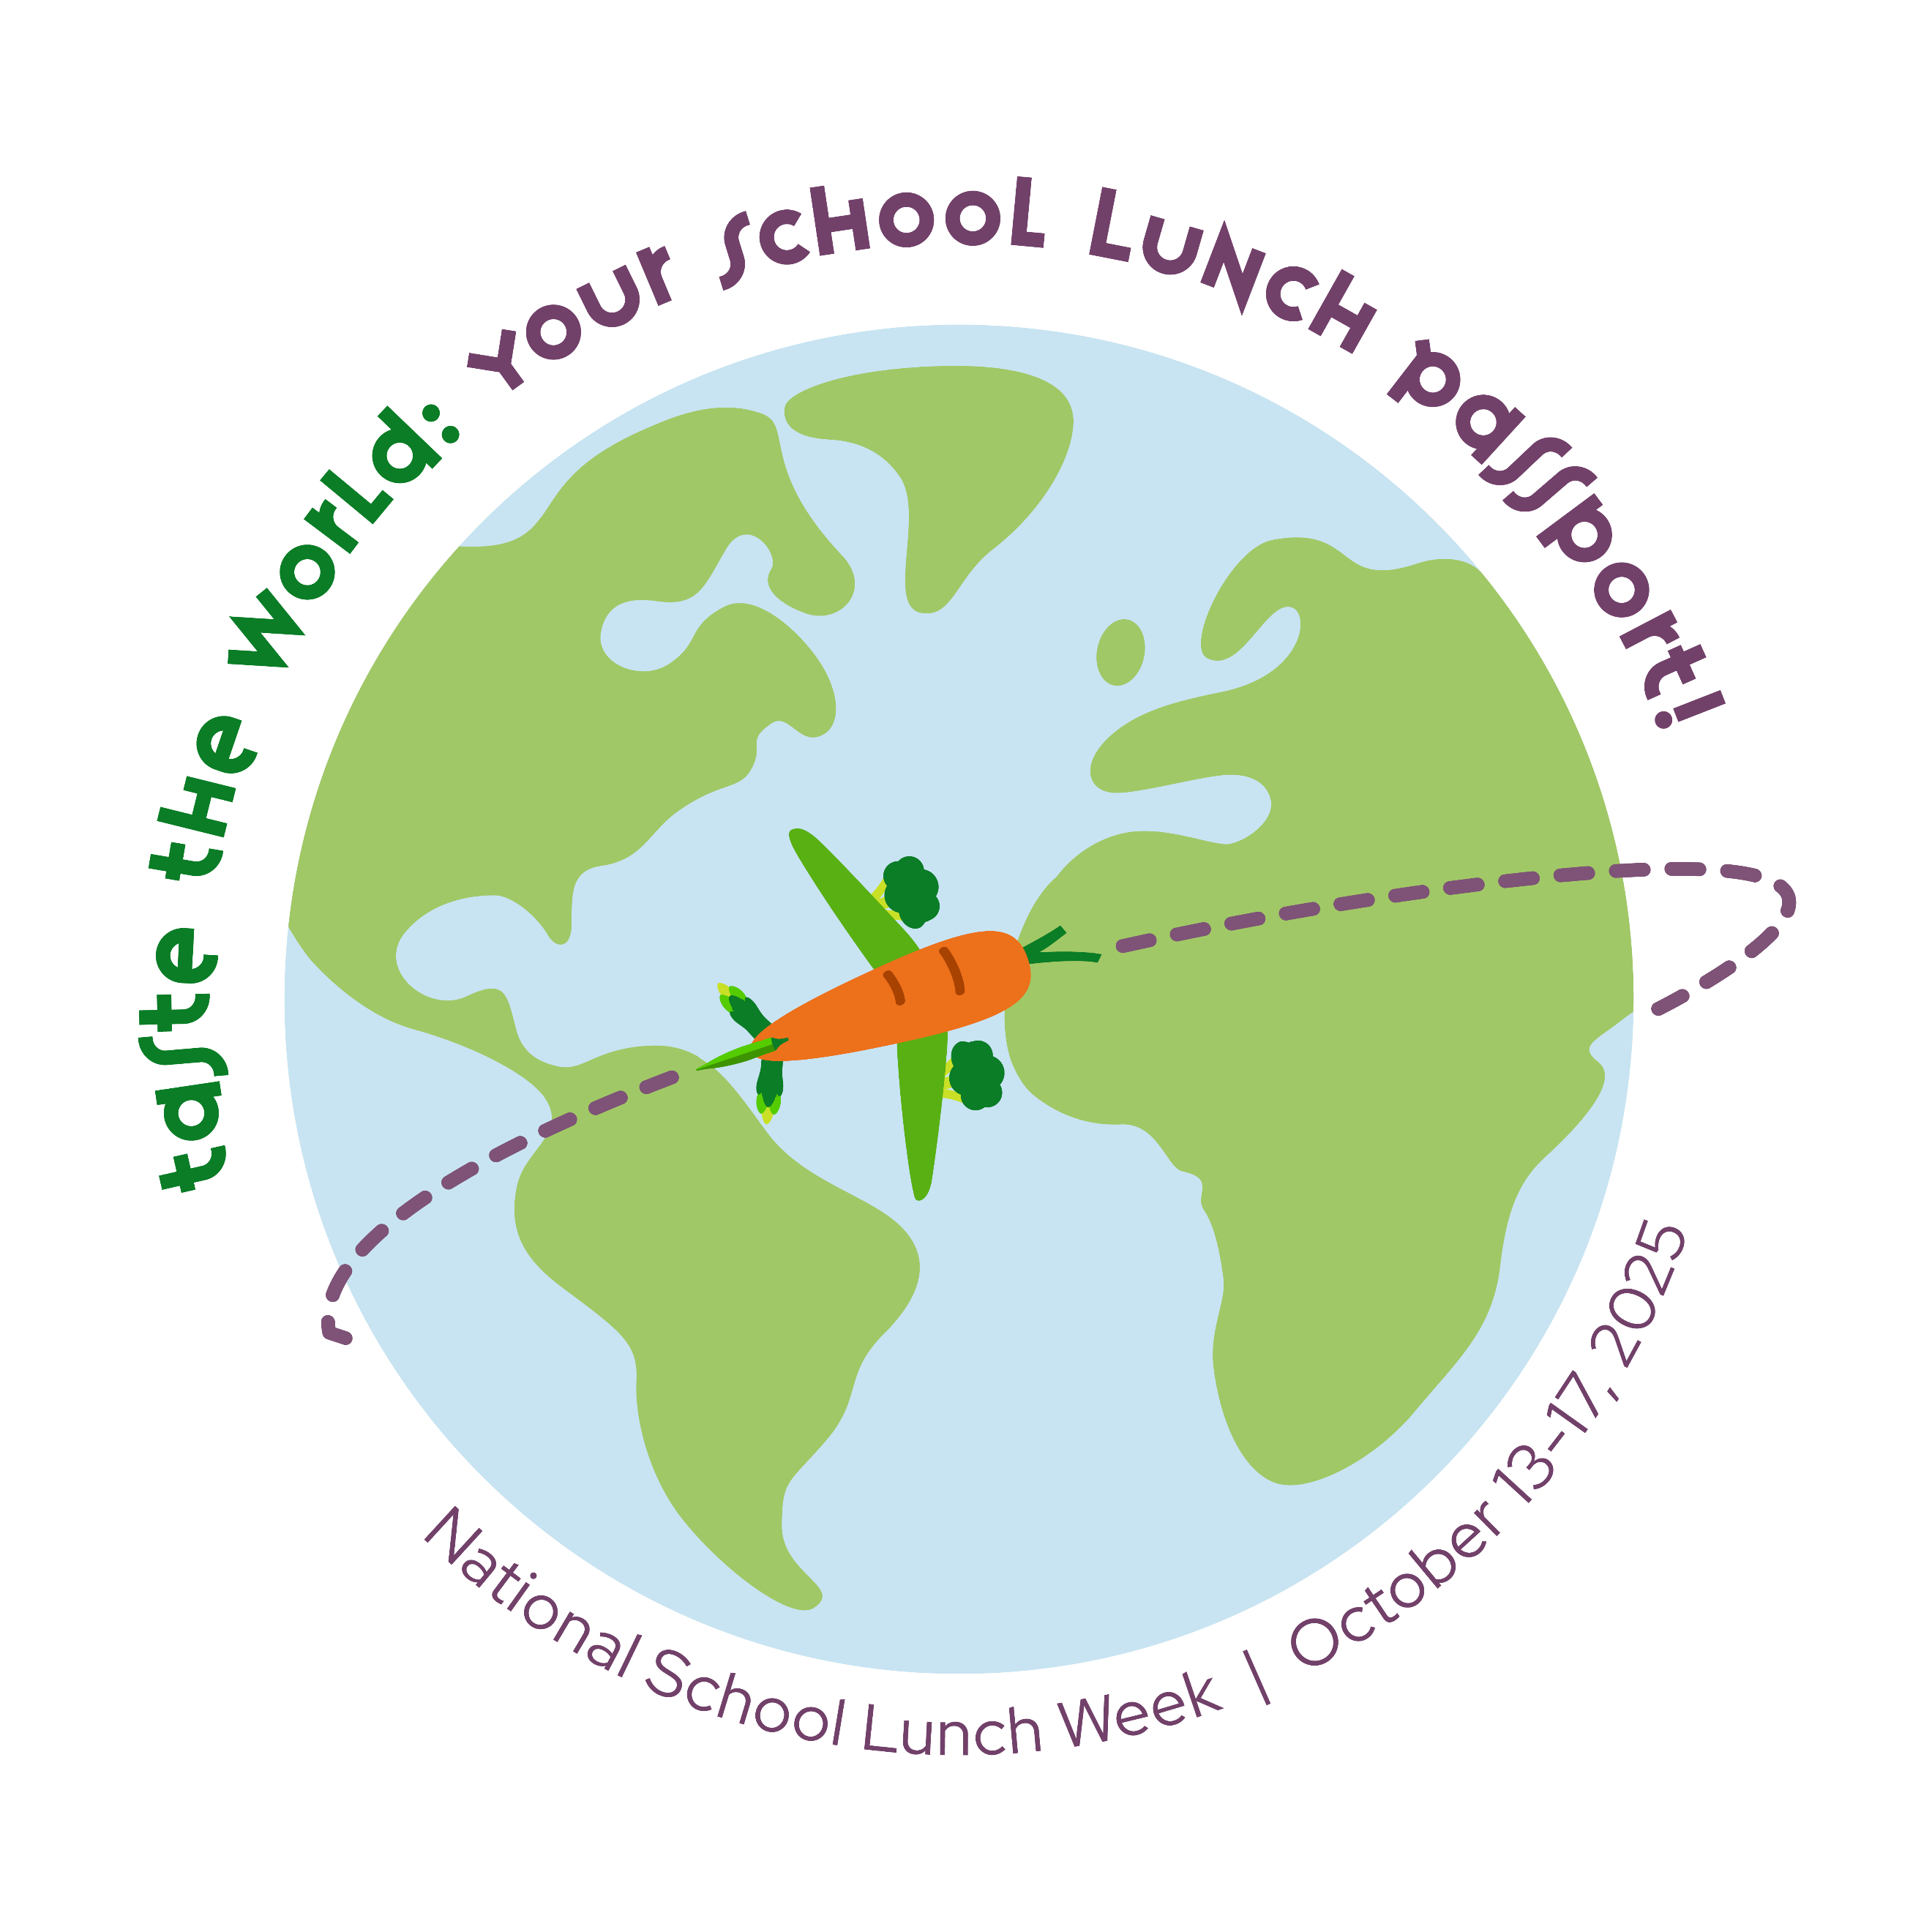 taste the world: Your School Lunch passport!
National School Lunch Week | October 13-17, 2025